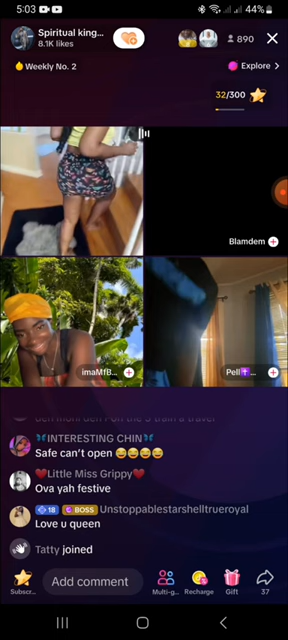 5:03
44%
Spiritual king...
8.1K likes
890
Weekly No. 2
Explore >
32/300
Blamdem
imaMfB...
Pell✝️...
🦋INTERESTING CHIN🦋
Safe can't open 😂😂😂😂
❤️Little Miss Grippy❤️
Ova yah festive
18 BOSS Unstoppablestarshelltrueroyal
Love u queen
Tatty joined
Subscr...
Add comment
Multi-g...
Recharge
Gift
37